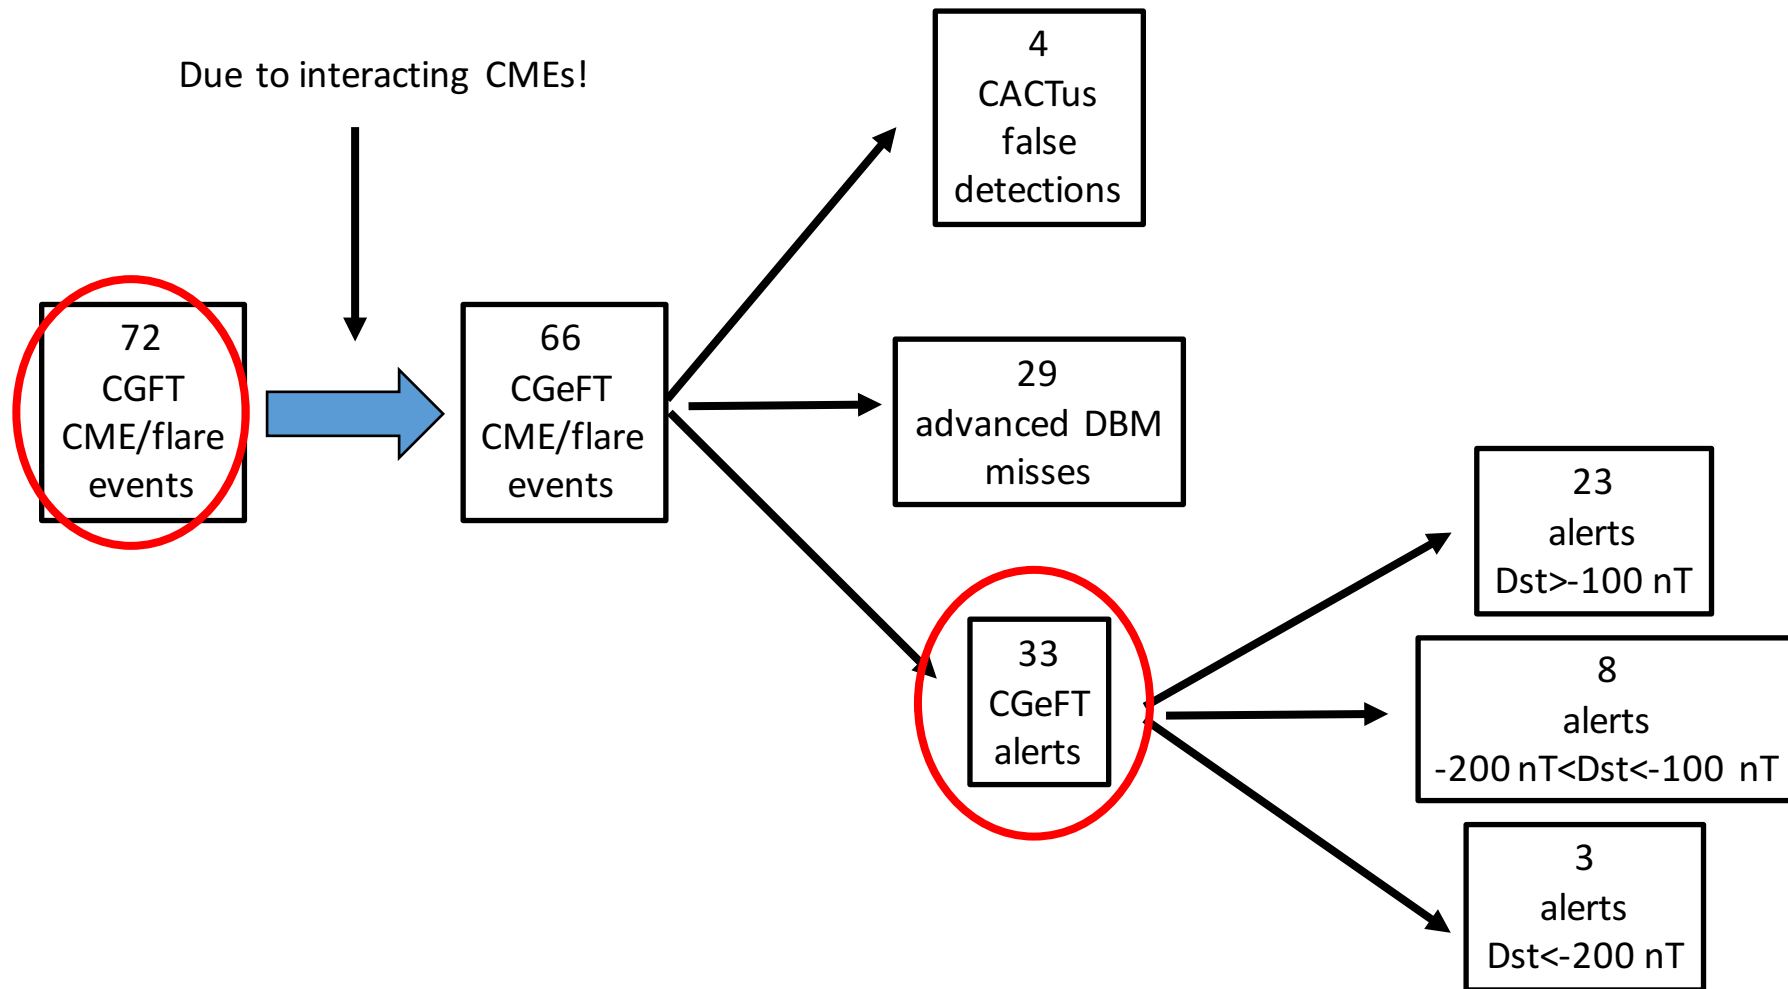 Due to interacting CMEs!
72
CGFT
CME/flare
events
66
CGeFT
CME/flare
events
4
CACTus
false
detections
29
advanced DBM
misses
33
CGeFT
alerts
23
alerts
Dst>-100 nT
8
alerts
-200 nT<Dst<-100 nT
3
alerts
Dst<-200 nT